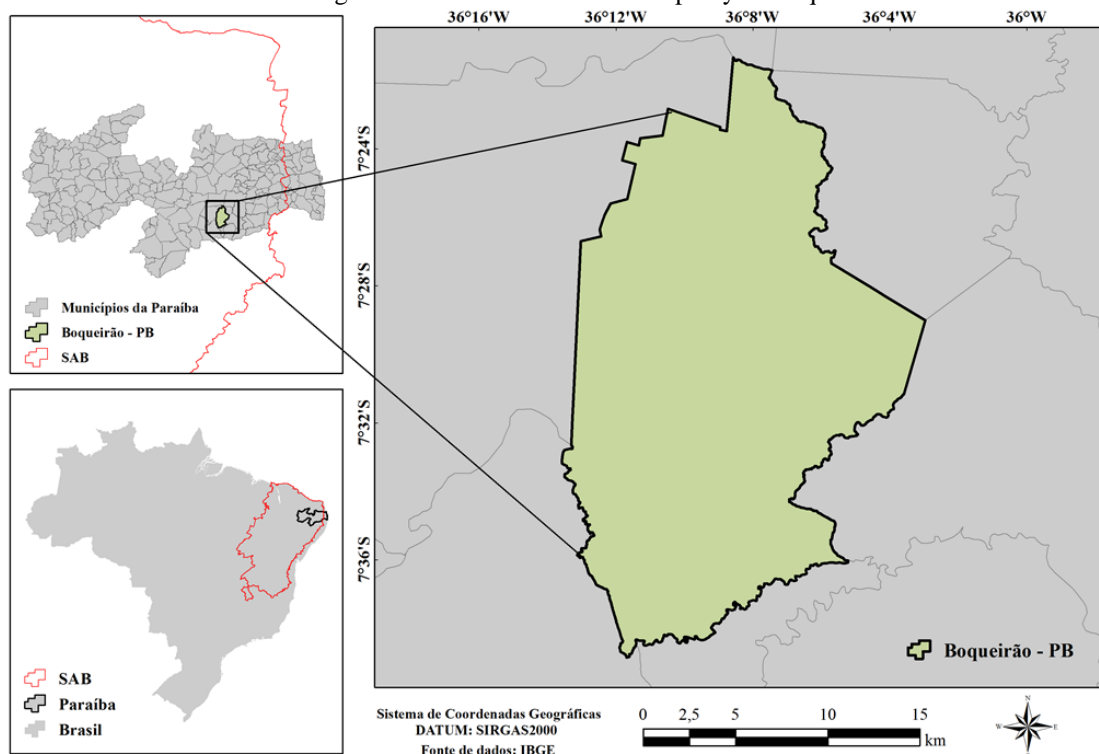 36°16'W 36°12'W 36°8'W 36°4'W 36°W
7°24'S
7°28'S
7°32'S
7°36'S
Municípios da Paraíba
Boqueirão - PB
SAB
SAB
Paraíba
Brasil
Boqueirão - PB
Sistema de Coordenadas Geográficas
DATUM: SIRGAS2000
Fonte de dados: IBGE
0 2,5 5 10 15
km
N
W E
S